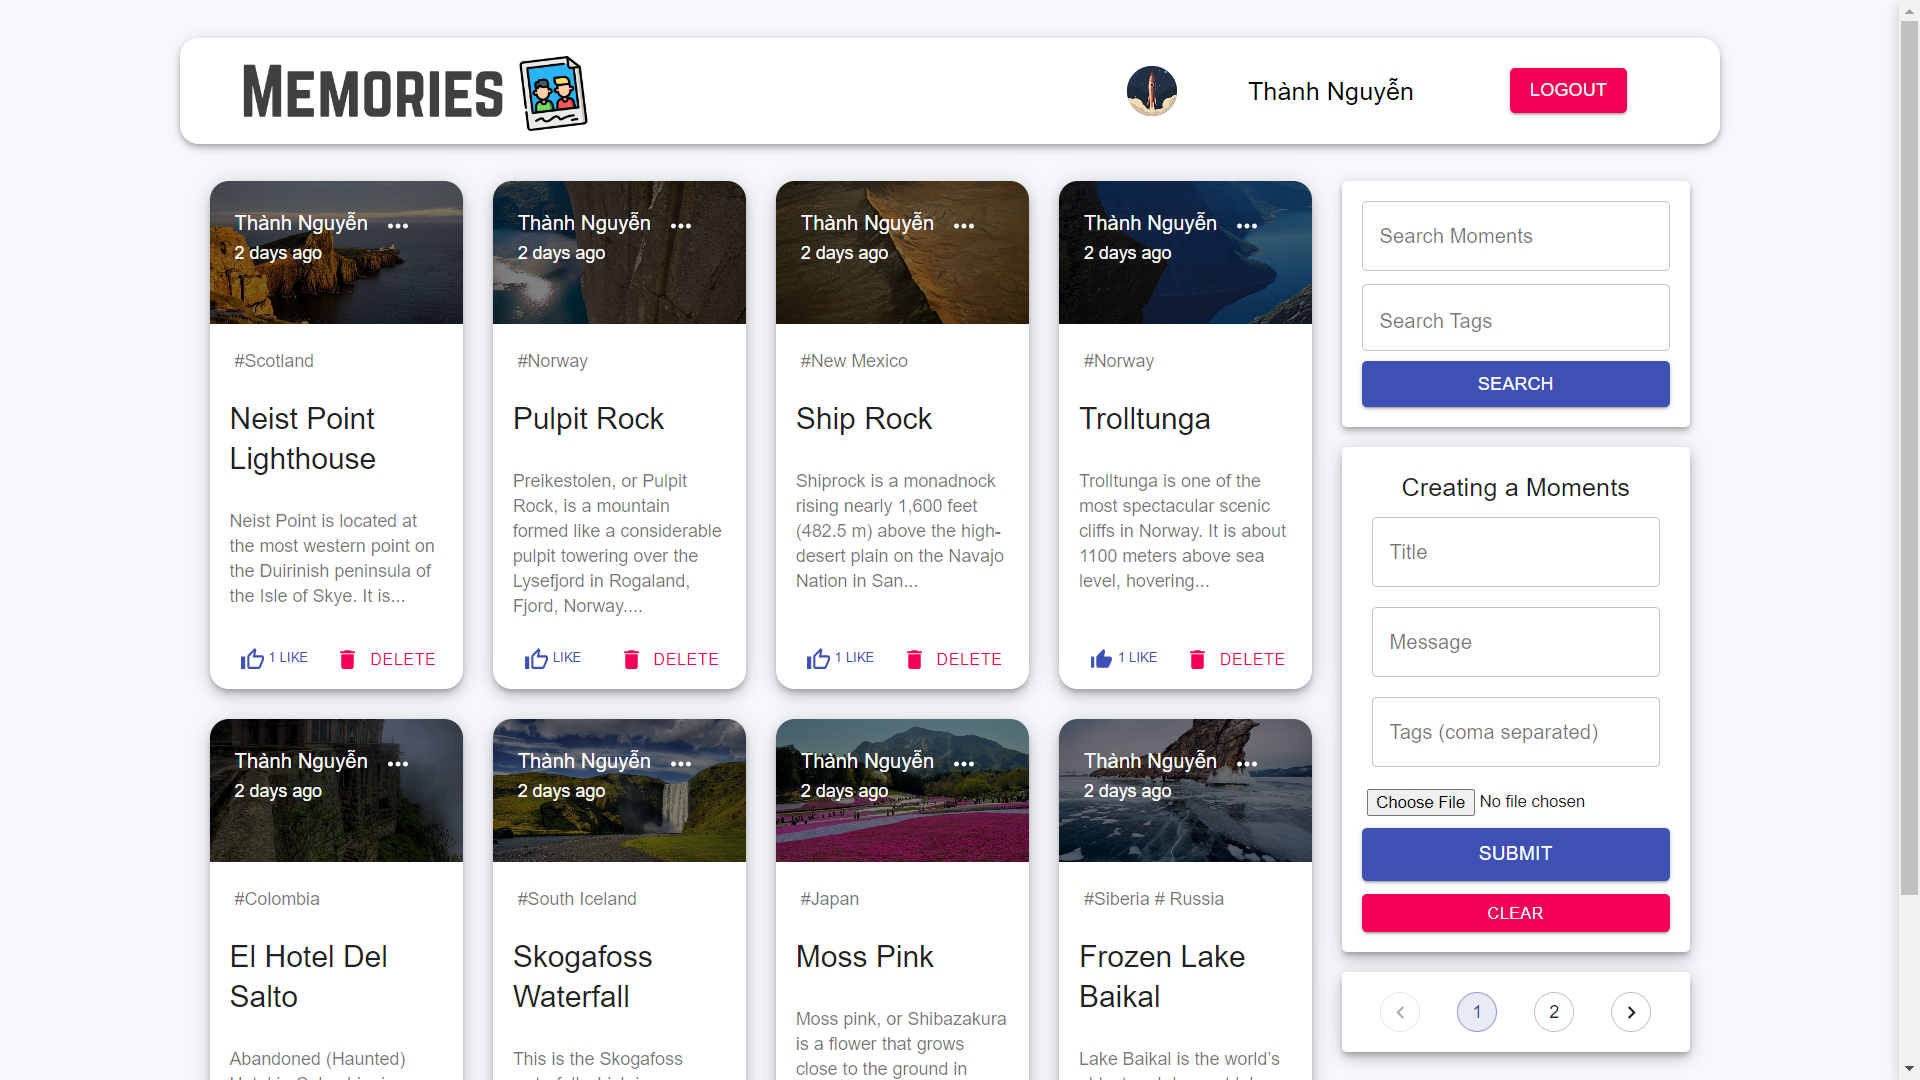 MEMORIES
Thành Nguyễn
LOGOUT
Thành Nguyễn
2 days ago
#Scotland
Neist Point
Lighthouse
Neist Point is located at
the most western point on
the Duirinish peninsula of
the Isle of Skye. It is...
1 LIKE
DELETE
Thành Nguyễn
2 days ago
#Norway
Pulpit Rock
Preikestolen, or Pulpit
Rock, is a mountain
formed like a considerable
pulpit towering over the
Lysefjord in Rogaland,
Fjord, Norway....
LIKE
DELETE
Thành Nguyễn
2 days ago
#New Mexico
Ship Rock
Shiprock is a monadnock
rising nearly 1,600 feet
(482.5 m) above the high-
desert plain on the Navajo
Nation in San...
1 LIKE
DELETE
Thành Nguyễn
2 days ago
#Norway
Trolltunga
Trolltunga is one of the
most spectacular scenic
cliffs in Norway. It is about
1100 meters above sea
level, hovering...
1 LIKE
DELETE
Thành Nguyễn
2 days ago
#Colombia
El Hotel Del
Salto
Abandoned (Haunted)
Thành Nguyễn
2 days ago
#South Iceland
Skogafoss
Waterfall
This is the Skogafoss
Thành Nguyễn
2 days ago
#Japan
Moss Pink
Moss pink, or Shibazakura
is a flower that grows
close to the ground in
Thành Nguyễn
2 days ago
#Siberia # Russia
Frozen Lake
Baikal
Lake Baikal is the world's
Search Moments
Search Tags
SEARCH
Creating a Moments
Title
Message
Tags (coma separated)
Choose File No file chosen
SUBMIT
CLEAR
1
2